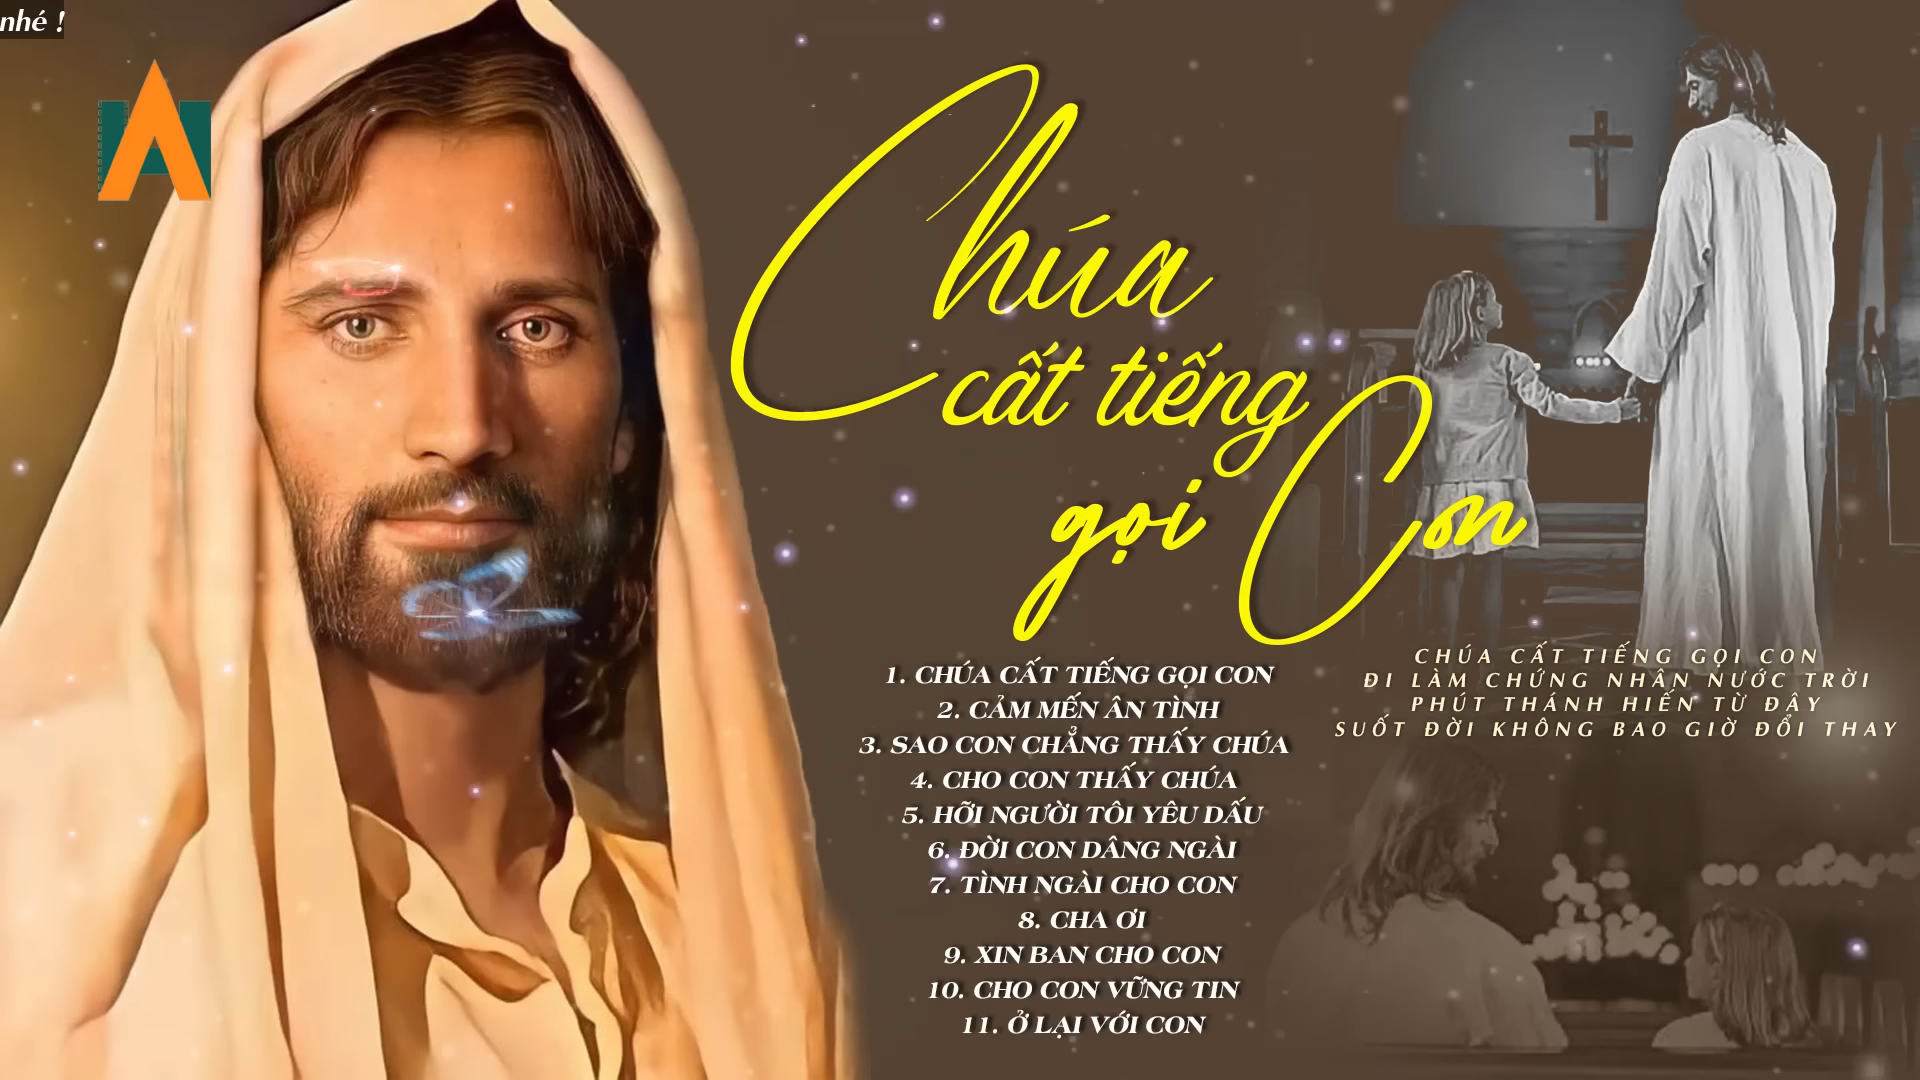 nhé !
Chúa
cất tiếng
gọi Con
1. CHÚA CẤT TIẾNG GỌI CON
2. CẢM MẾN ÂN TÌNH
3. SAO CON CHẲNG THẤY CHÚA
4. CHO CON THẤY CHÚA
5. HỠI NGƯỜI TÔI YÊU DẤU
6. ĐỜI CON DÂNG NGÀI
7. TÌNH NGÀI CHO CON
8. CHA ƠI
9. XIN BAN CHO CON
10. CHO CON VỮNG TIN
11. Ở LẠI VỚI CON
CHÚA CẤT TIẾNG GỌI CON
ĐI LÀM CHỨNG NHÂN NƯỚC TRỜI
PHÚT THÁNH HIẾN TỪ ĐÂY
SUỐT ĐỜI KHÔNG BAO GIỜ ĐỔI THAY